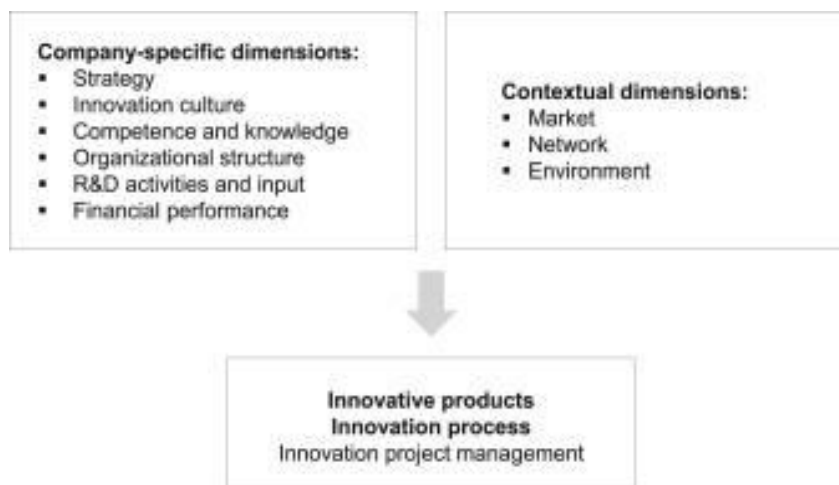 Company-specific dimensions:
▪ Strategy
▪ Innovation culture
▪ Competence and knowledge
▪ Organizational structure
▪ R&D activities and input
▪ Financial performance
Contextual dimensions:
▪ Market
▪ Network
▪ Environment
Innovative products
Innovation process
Innovation project management